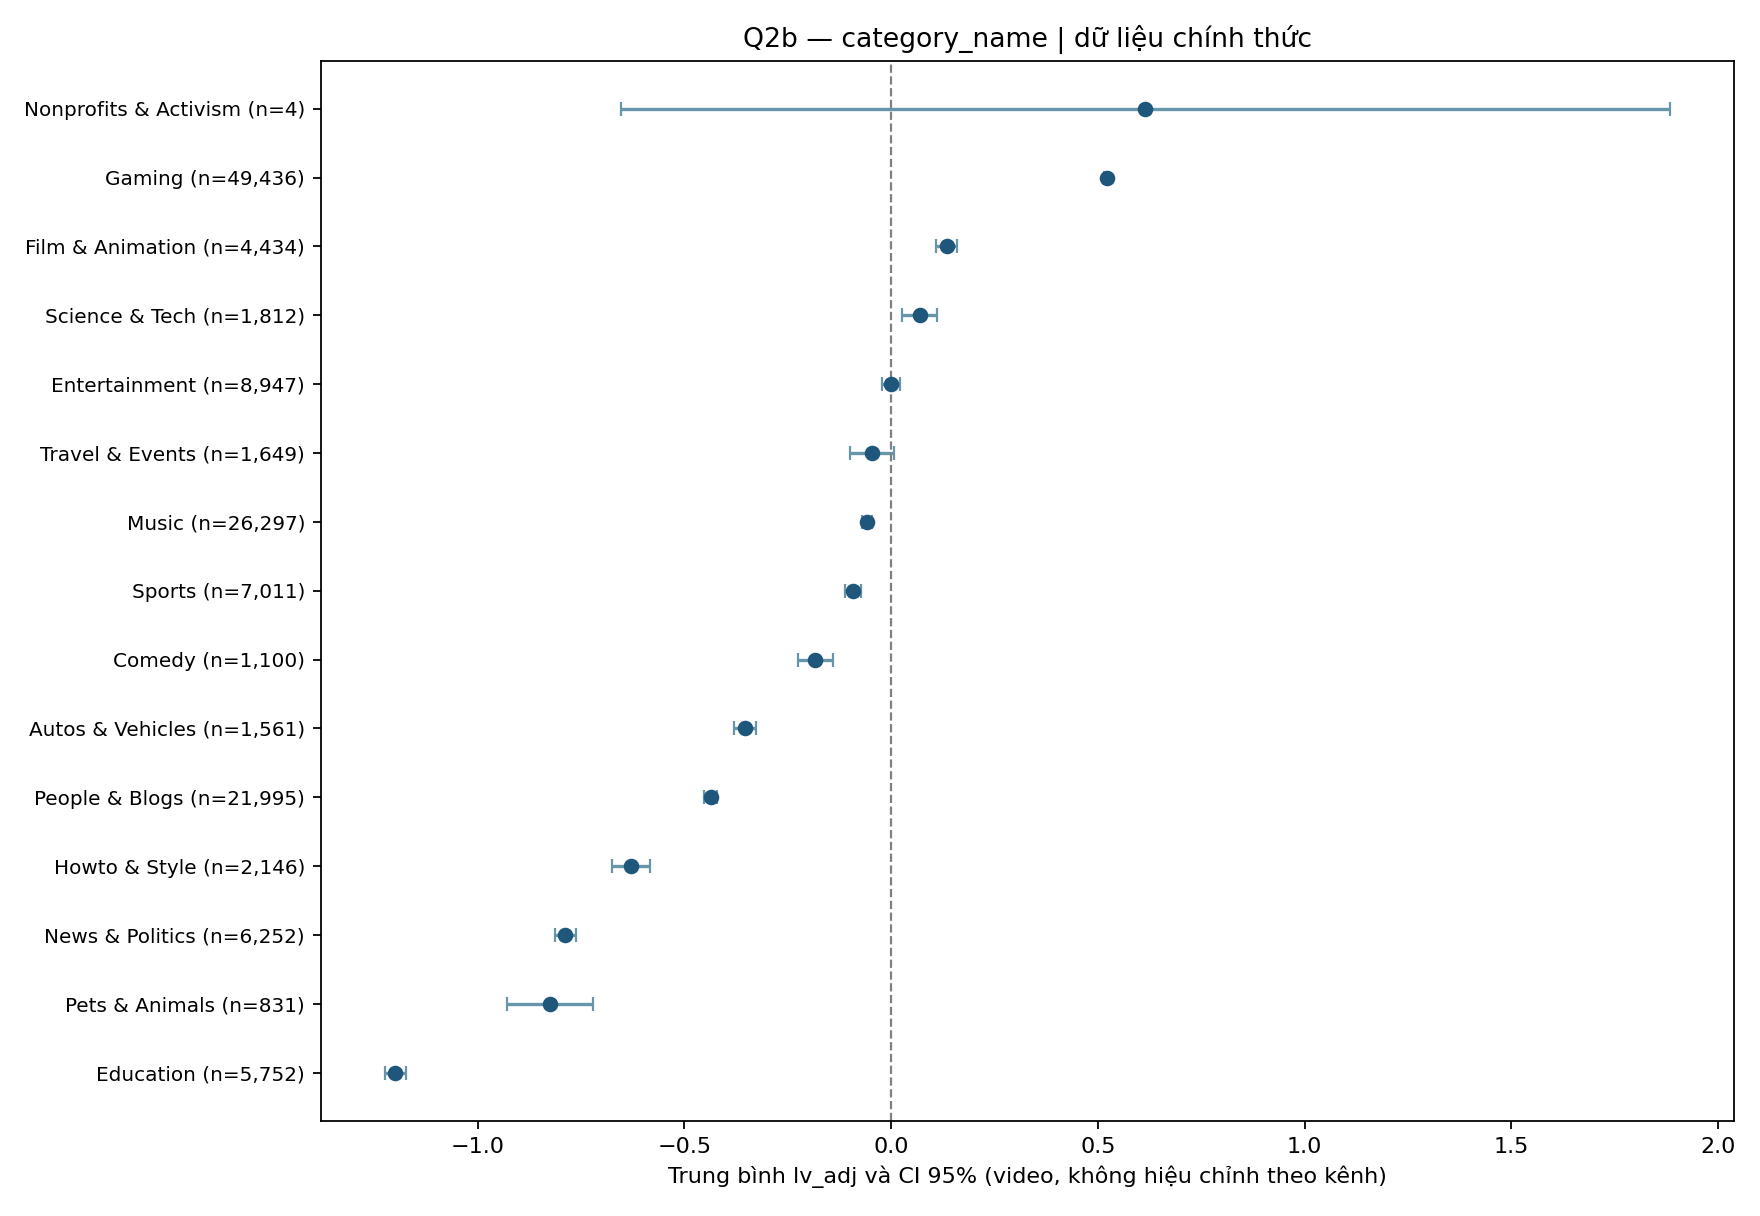 Q2b — category_name | dữ liệu chính thức
Nonprofits & Activism (n=4)
Gaming (n=49,436)
Film & Animation (n=4,434)
Science & Tech (n=1,812)
Entertainment (n=8,947)
Travel & Events (n=1,649)
Music (n=26,297)
Sports (n=7,011)
Comedy (n=1,100)
Autos & Vehicles (n=1,561)
People & Blogs (n=21,995)
Howto & Style (n=2,146)
News & Politics (n=6,252)
Pets & Animals (n=831)
Education (n=5,752)
−1.0 −0.5 0.0 0.5 1.0 1.5 2.0
Trung bình lv_adj và CI 95% (video, không hiệu chỉnh theo kênh)